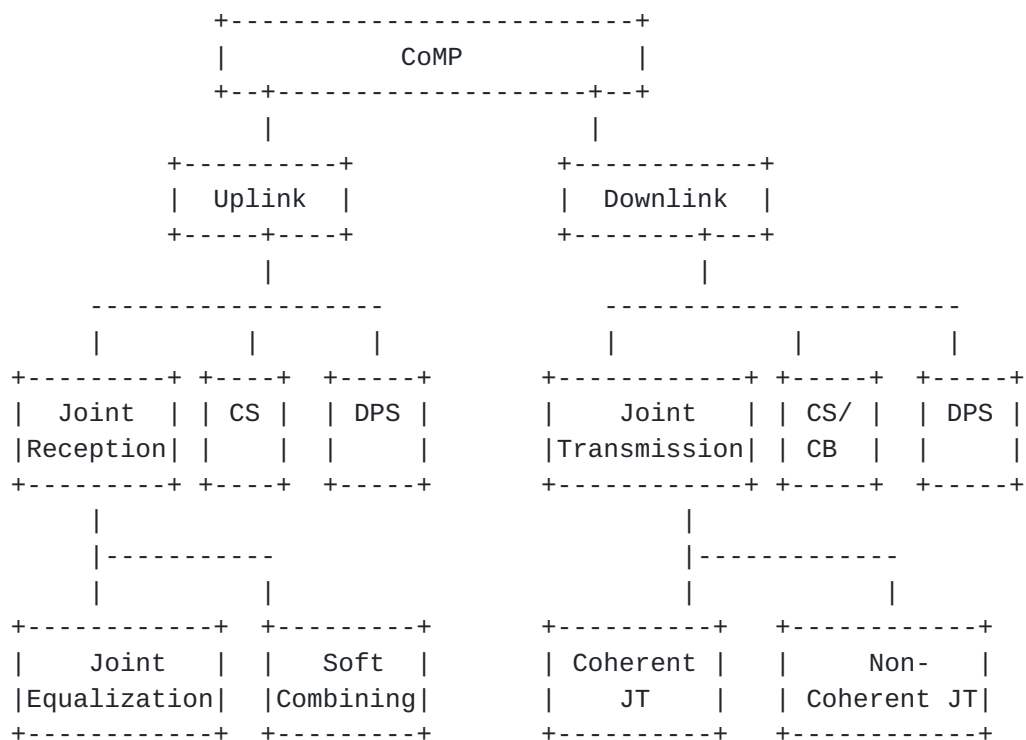 CoMP
Uplink Downlink
Joint CS DPS Joint CS/ DPS
Reception Transmission CB
Joint Soft Coherent Non-
Equalization Combining JT Coherent JT